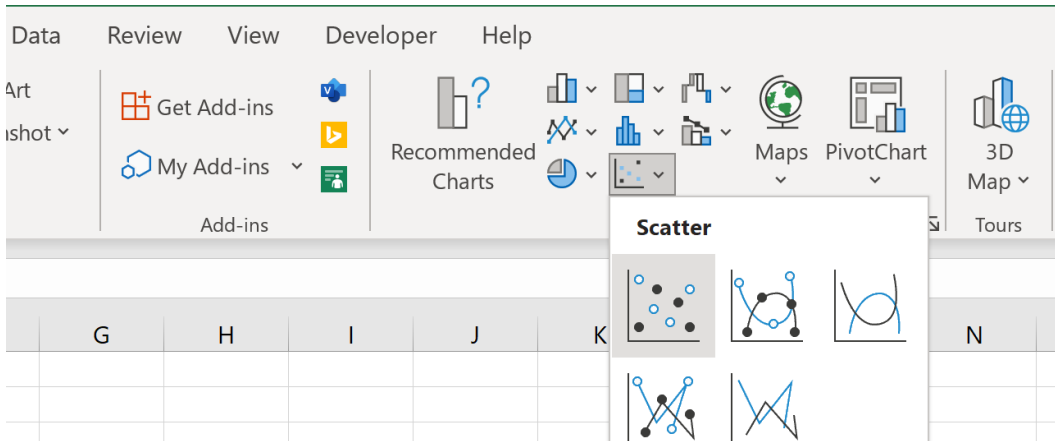 Data Review View Developer Help
Art
nshot
Get Add-ins
My Add-ins
Add-ins
Recommended
Charts
Maps
PivotChart
3D
Map
Tours
Scatter
G H I J K N